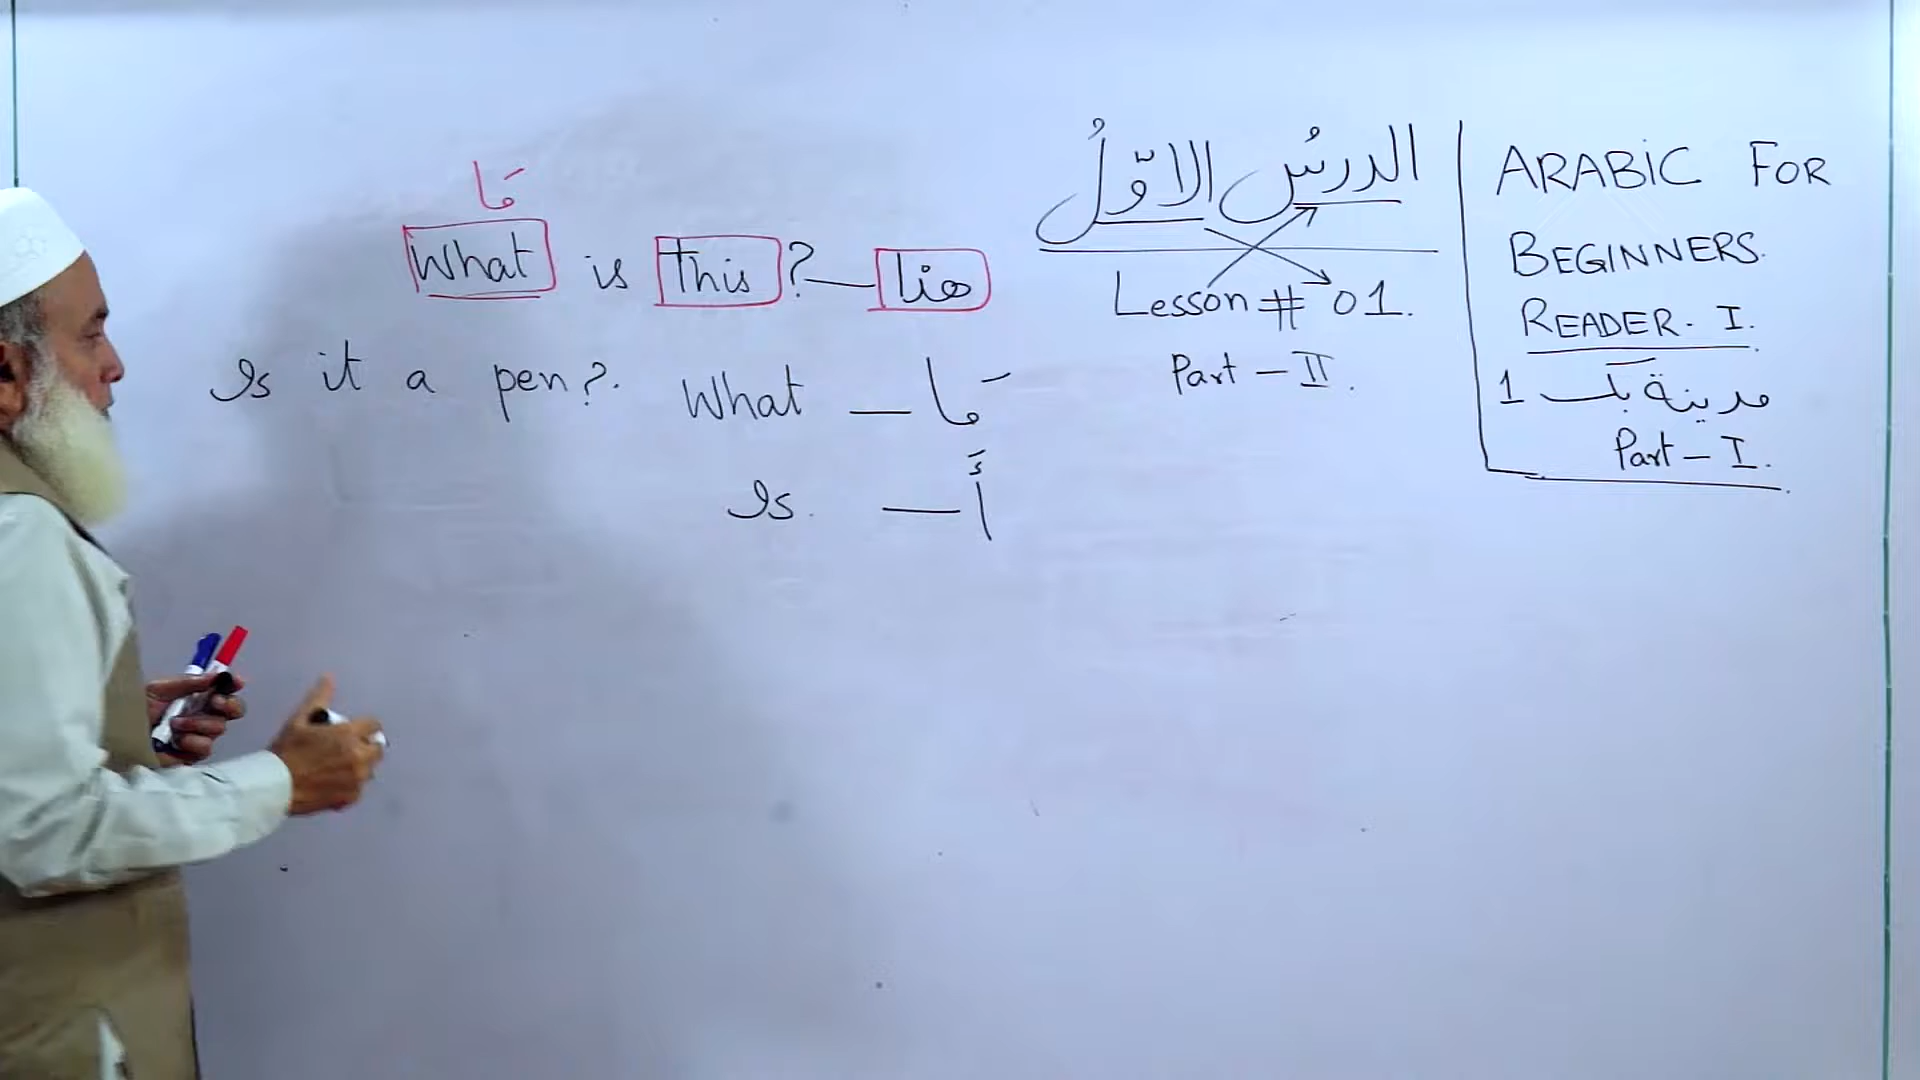 مَا
What is This? — هذا
Is it a pen?.
What — مَا
Is. — أَ
الدرسُ الاوّلُ
Lesson # 01.
Part – II.
ARABIC FOR
BEGINNERS.
READER. I.
مدينة بک 1
Part – I.